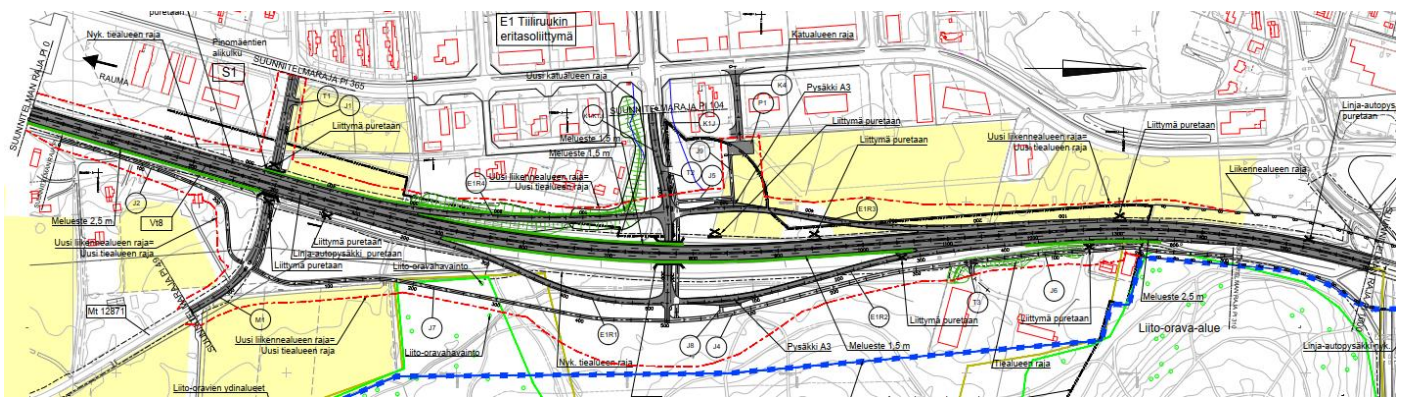 puretaan
Nyk. tiealueen raja
Pinomäentien
alikulku
S1
RAUMA
SUUNNITELMAN RAJA Pl 0
SUUNNITELMARAJA Pl 365
E1 Tiiliruukin
eritasoliittymä
Uusi katualueen raja
SUUNNITELMARAJA Pl 104
Katualueen raja
Pysäkki A3
K4
P1
K1J
T1
J1
Liittymä puretaan
Melueste 1,5 m
Melueste 1,5 m
Uusi liikennealueen raja=
Uusi tiealueen raja
E1R4
J9
T2
J5
Liittymä puretaan
Liittymä puretaan
Uusi liikennealueen raja=
Uusi tiealueen raja
Liittymä puretaan
Linja-autopys
puretaan
Liikennealueen raja
E1R3
J2
Vt8
Melueste 2,5 m
Uusi liikennealueen raja=
Uusi tiealueen raja
Liittymä puretaan
Linja-autopysäkki puretaan
Liittymä puretaan
Liito-oravahavainto
Mt 12871
M1
Uusi liikennealueen raja=
Uusi tiealueen raja
J7
Liito-oravahavainto
Liito-oravien ydinalueet
E1R1
Nyk. tiealueen raja
J8
J4
Pysäkki A3
Melueste 1,5 m
E1R2
Liittymä puretaan
T3
J6
Liittymä puretaan
Tiealueen raja
Melueste 2,5 m
Liito-orava-alue
Linja-autopysäkki nyk.